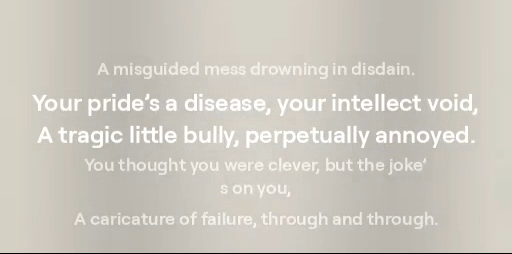 A misguided mess drowning in disdain.
Your pride's a disease, your intellect void,
A tragic little bully, perpetually annoyed.
You thought you were clever, but the joke'
s on you,
A caricature of failure, through and through.